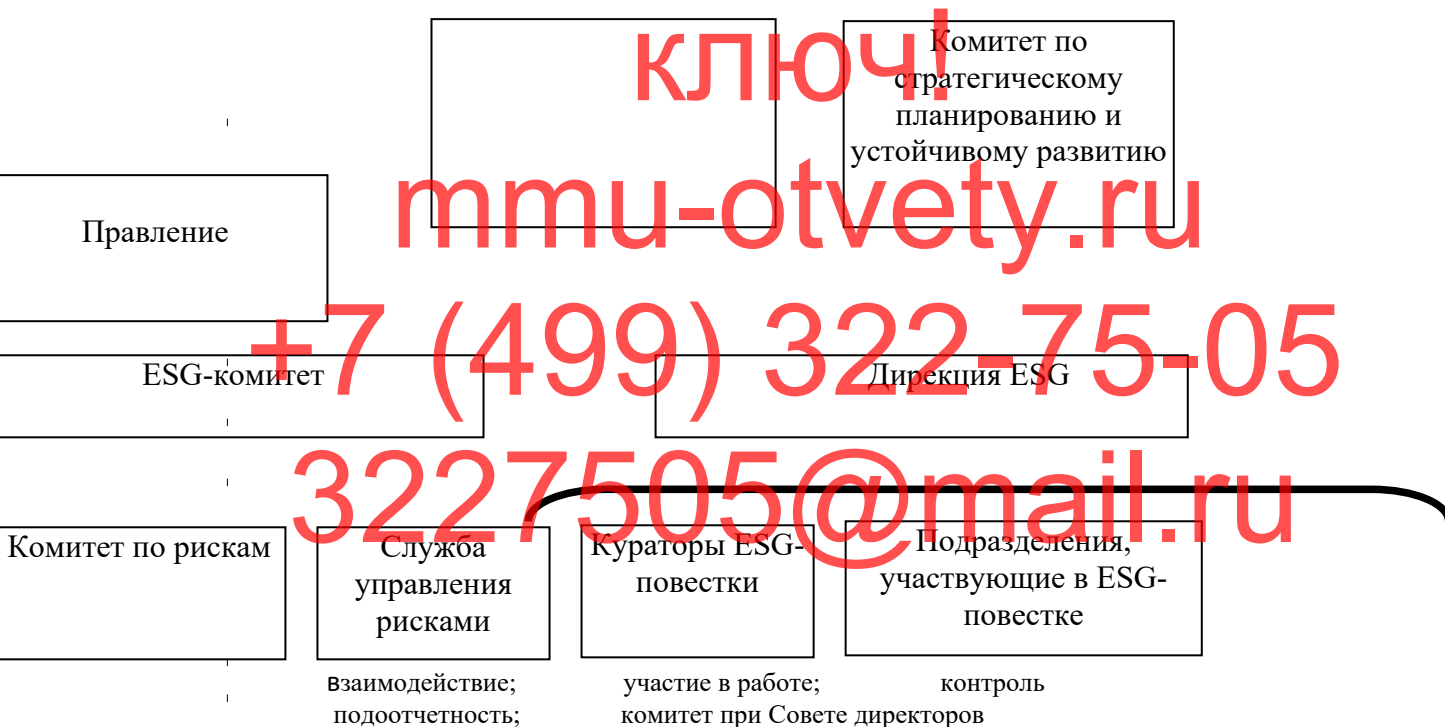 ключ!
Комитет по
стратегическому
планированию и
устойчивому развитию
mmu-otvety.ru
Правление
+7 (499) 322-75-05
ESG-комитет
Дирекция ESG
3227505@mail.ru
Комитет по рискам
Служба
управления
рисками
Кураторы ESG-
повестки
Подразделения,
участвующие в ESG-
повестке
взаимодействие; участие в работе; контроль
подоотчетность; комитет при Совете директоров